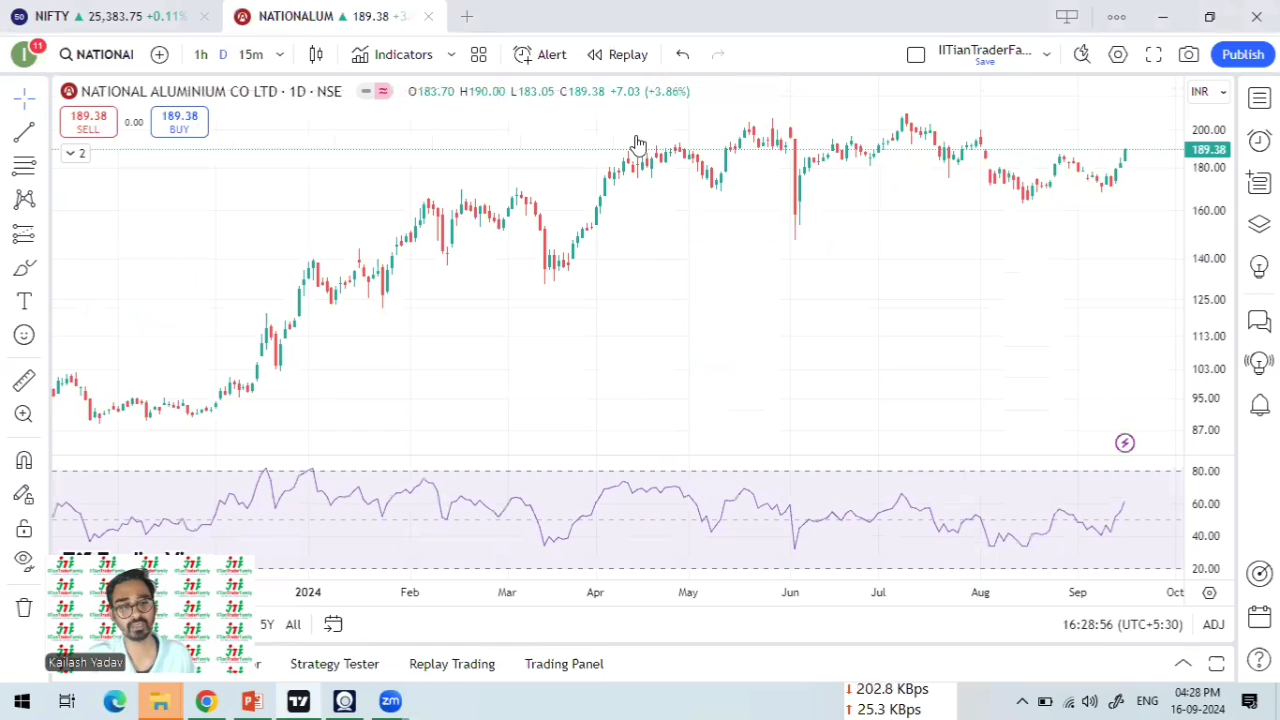 50 NIFTY ▲ 25,383.75 +0.11%
NATIONALUM ▲ 189.38 +3.
I 11 NATIONAI 1h D 15m Indicators Alert Replay IITianTraderFa... Save Publish
NATIONAL ALUMINIUM CO LTD · 1D · NSE O183.70 H190.00 L183.05 C189.38 +7.03 (+3.86%) INR
189.38 SELL 0.00 189.38 BUY
2
200.00
189.38
180.00
160.00
140.00
125.00
113.00
103.00
95.00
87.00
80.00
60.00
40.00
20.00
2024 Feb Mar Apr May Jun Jul Aug Sep Oct
5Y All 16:28:56 (UTC+5:30) ADJ
Kailash Yadav
Strategy Tester Replay Trading Trading Panel
202.8 KBps
25.3 KBps
ENG
04:28 PM
16-09-2024
zm